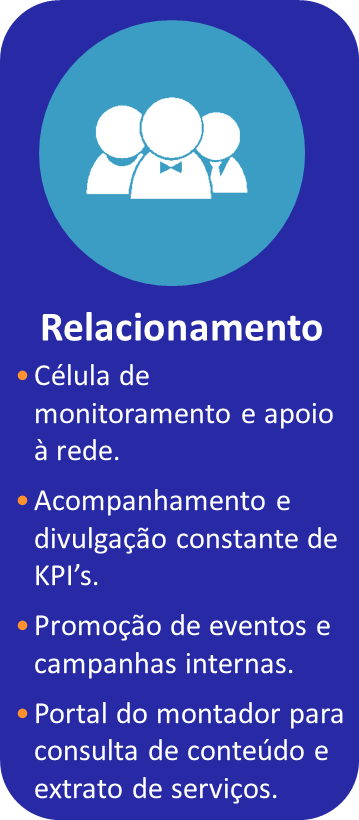 Relacionamento
• Célula de
monitoramento e apoio
à rede.
• Acompanhamento e
divulgação constante de
KPI’s.
• Promoção de eventos e
campanhas internas.
• Portal do montador para
consulta de conteúdo e
extrato de serviços.